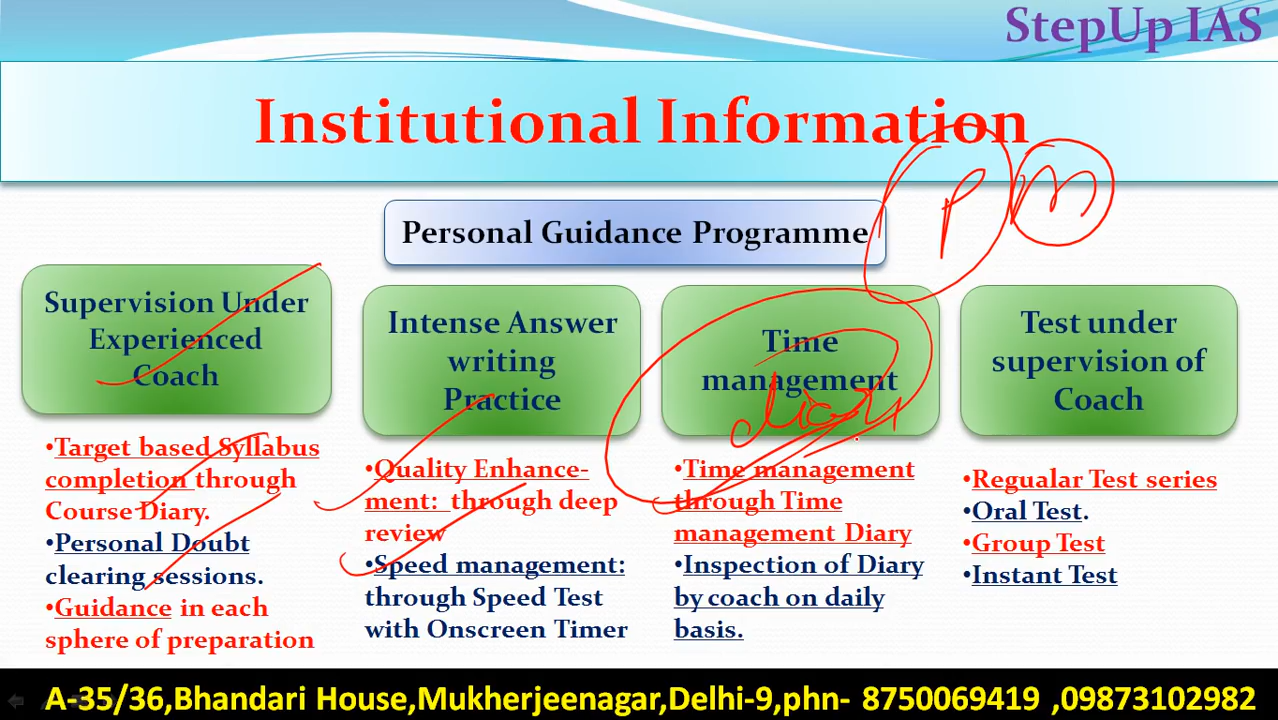 StepUp IAS
Institutional Information
P m
Personal Guidance Programme
Supervision Under
Experienced
Coach
•Target based Syllabus
completion through
Course Diary.
•Personal Doubt
clearing sessions.
•Guidance in each
sphere of preparation
Intense Answer
writing
Practice
•Quality Enhance-
ment: through deep
review
•Speed management:
through Speed Test
with Onscreen Timer
Time
management
diary
•Time management
through Time
management Diary
•Inspection of Diary
by coach on daily
basis.
Test under
supervision of
Coach
•Regualar Test series
•Oral Test.
•Group Test
•Instant Test
A-35/36,Bhandari House,Mukherjeenagar,Delhi-9,phn- 8750069419 ,09873102982